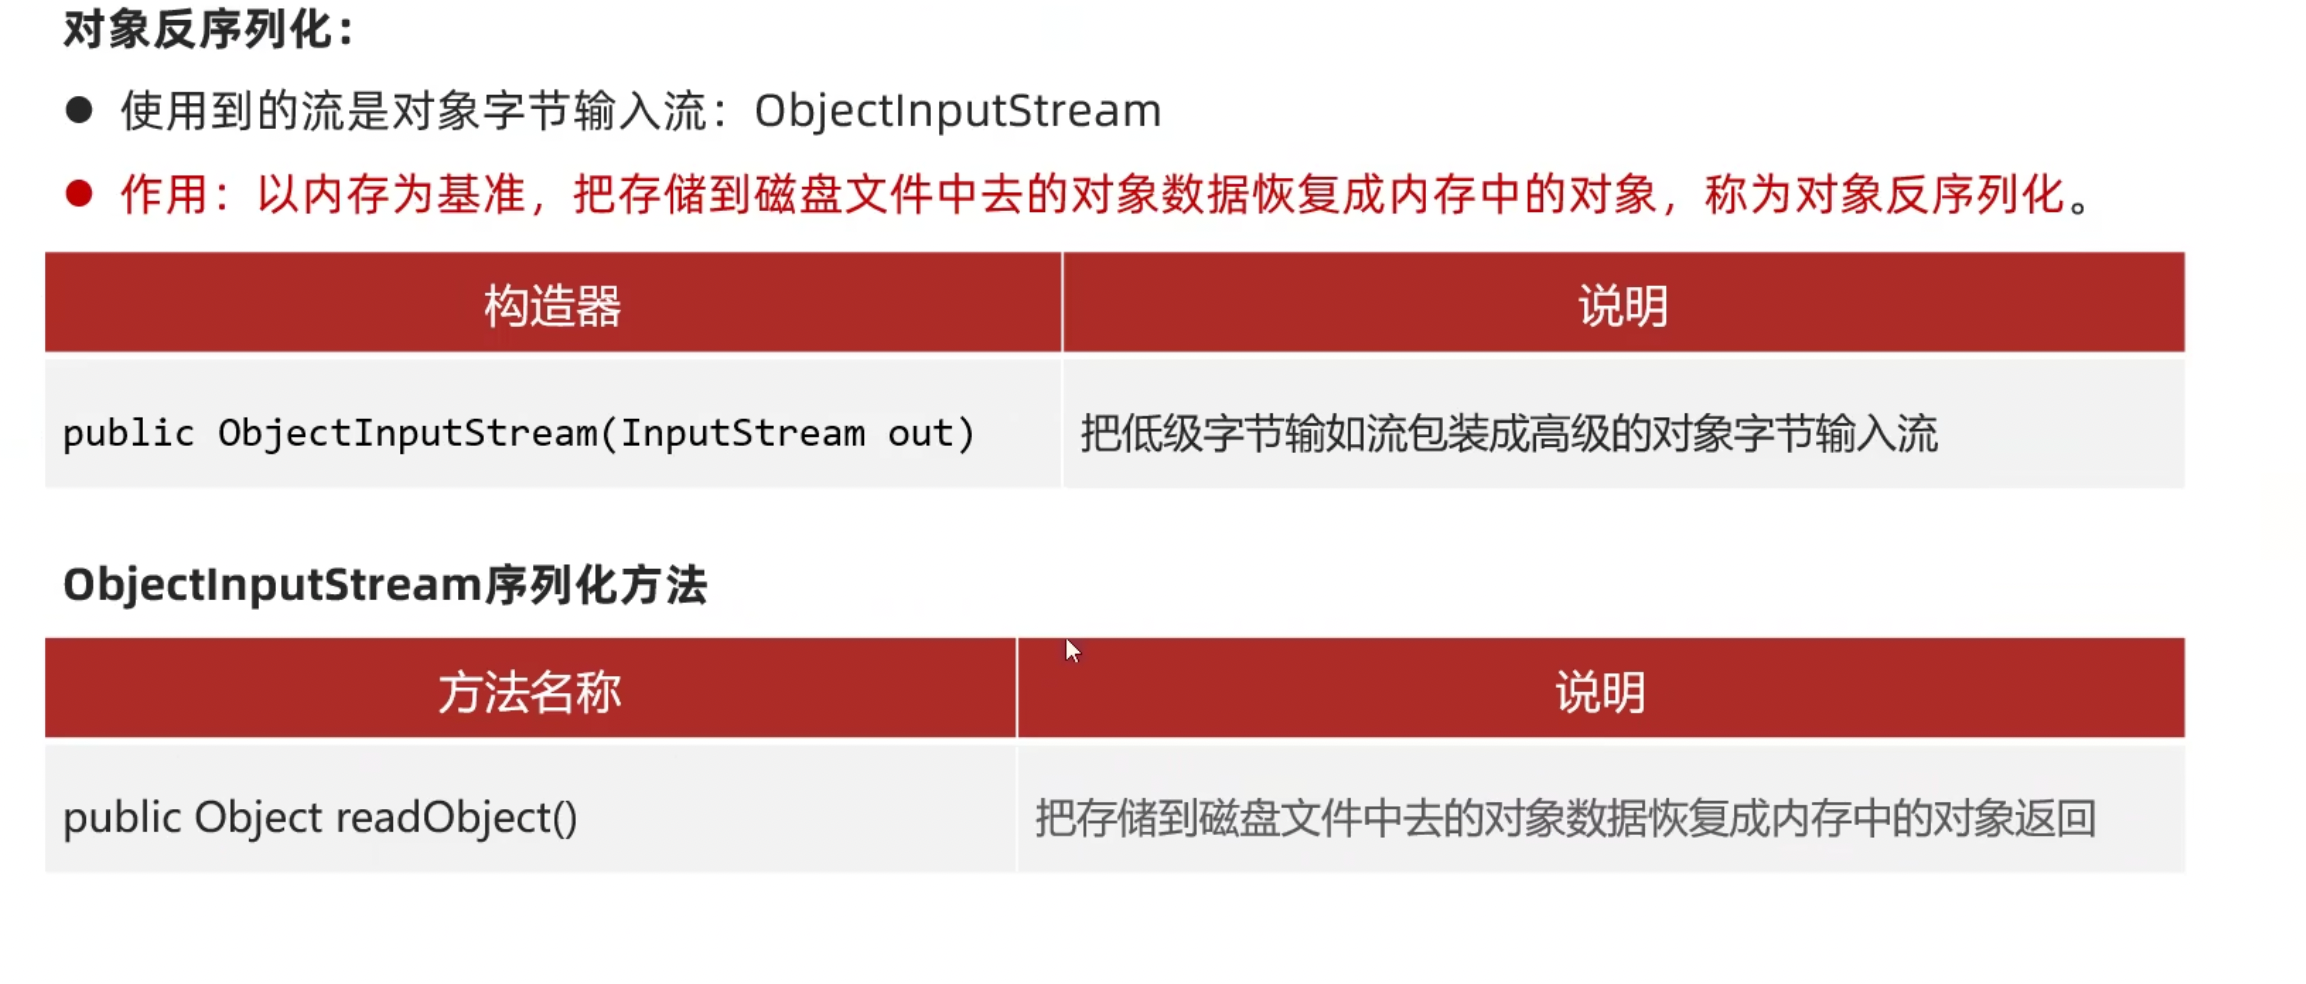 对象反序列化：
● 使用到的流是对象字节输入流：ObjectInputStream
● 作用：以内存为基准，把存储到磁盘文件中去的对象数据恢复成内存中的对象，称为对象反序列化。
构造器 说明
public ObjectInputStream(InputStream out) 把低级字节输如流包装成高级的对象字节输入流
ObjectInputStream序列化方法
方法名称 说明
public Object readObject() 把存储到磁盘文件中去的对象数据恢复成内存中的对象返回